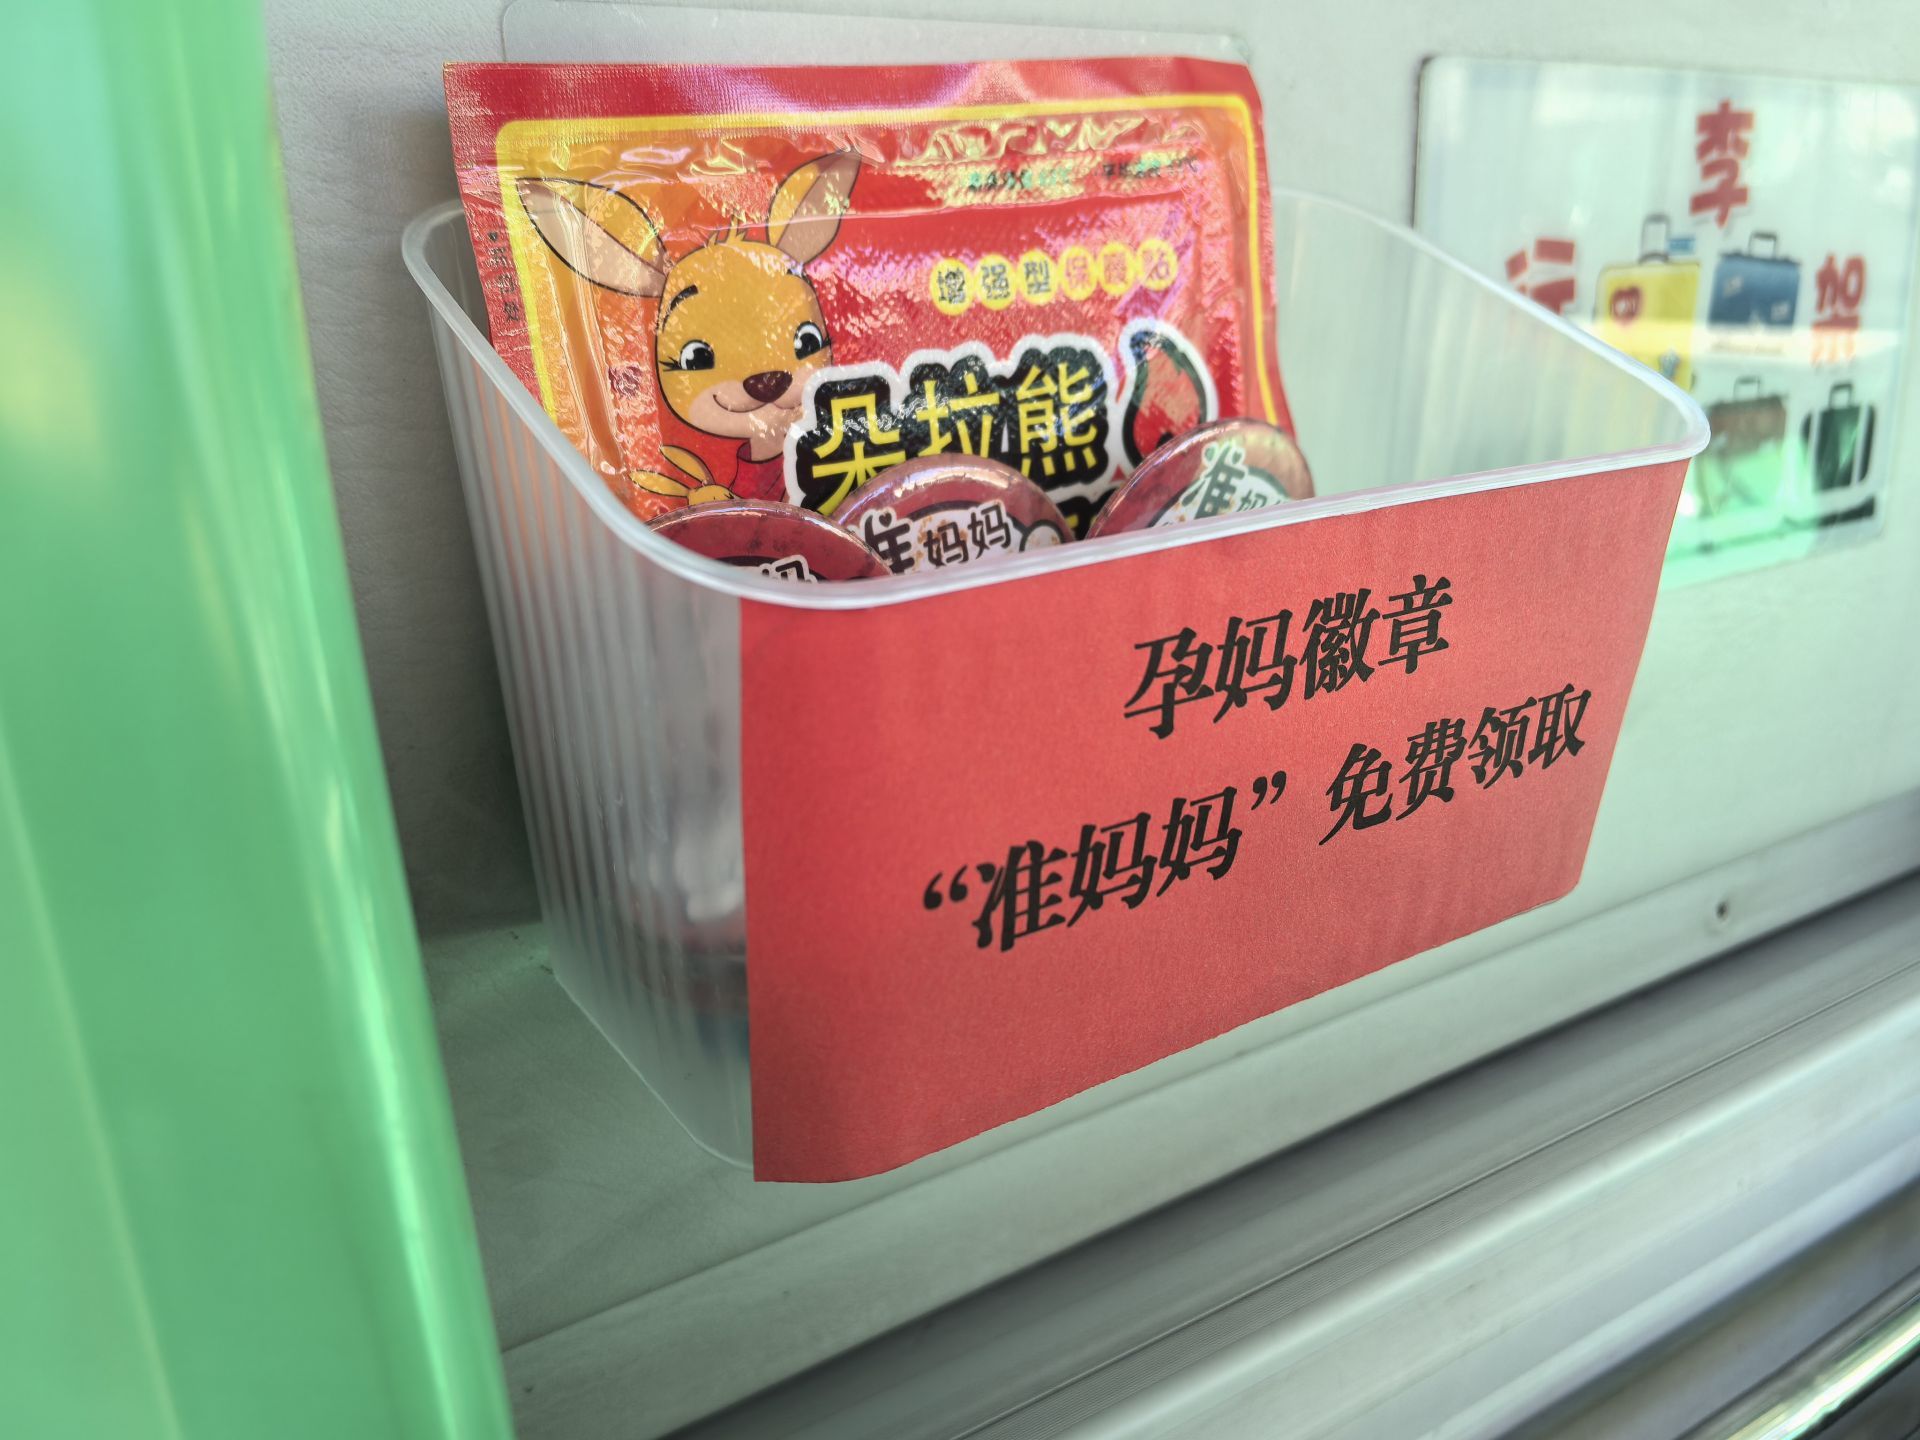 增强型保暖贴
朵拉熊
妈
准妈妈
准妈
孕妈徽章
“准妈妈”免费领取
李
行
架